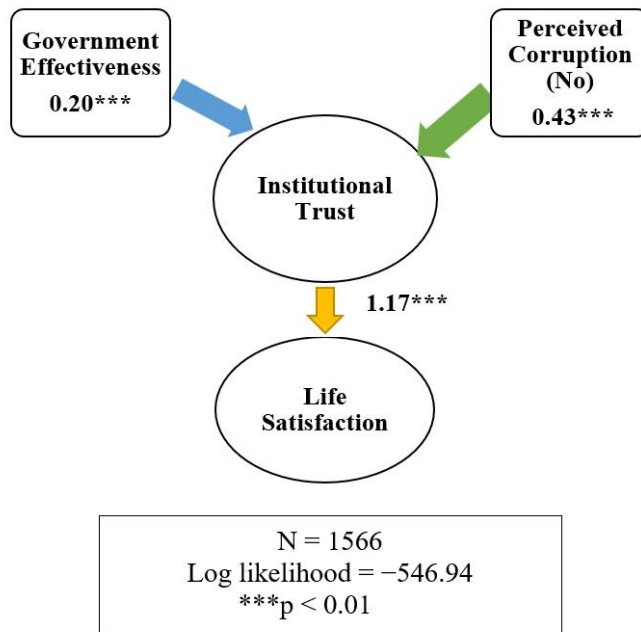 Government
Effectiveness
0.20***
Perceived
Corruption
(No)
0.43***
Institutional
Trust
1.17***
Life
Satisfaction
N = 1566
Log likelihood = −546.94
***p < 0.01